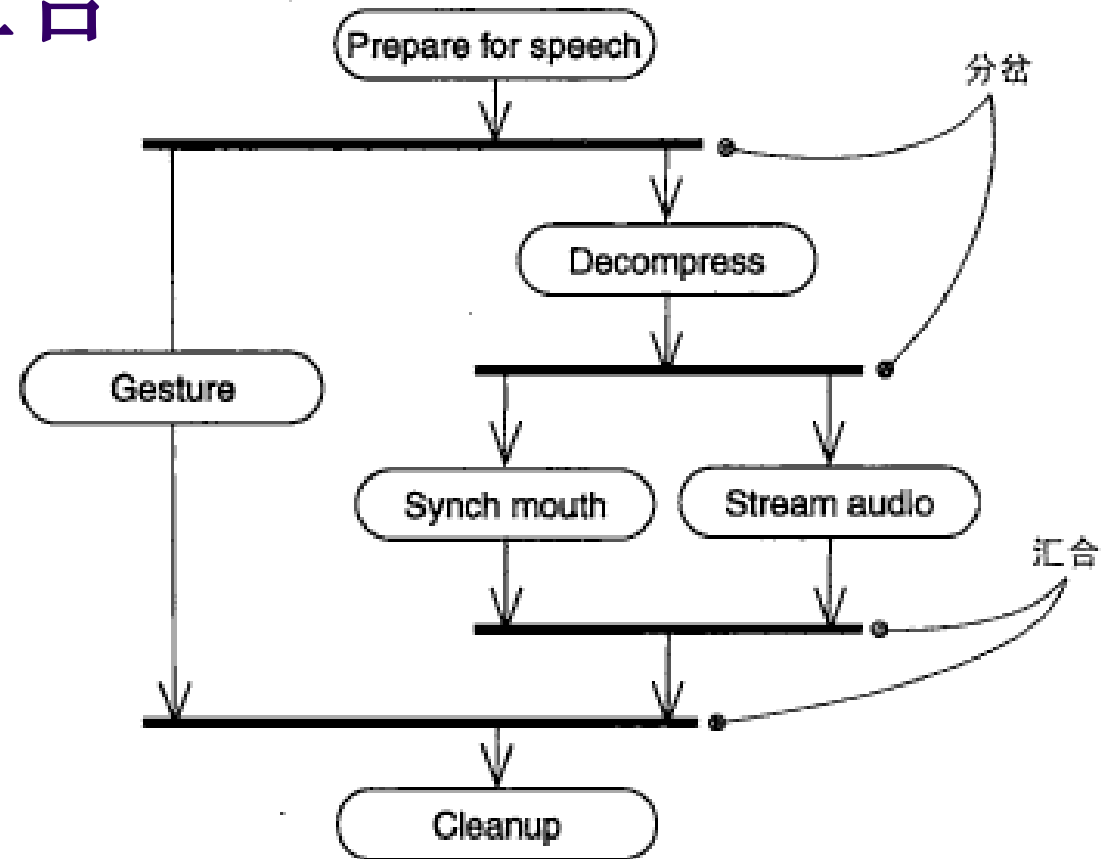 Prepare for speech
分岔
Decompress
Gesture
Synch mouth
Stream audio
汇合
Cleanup